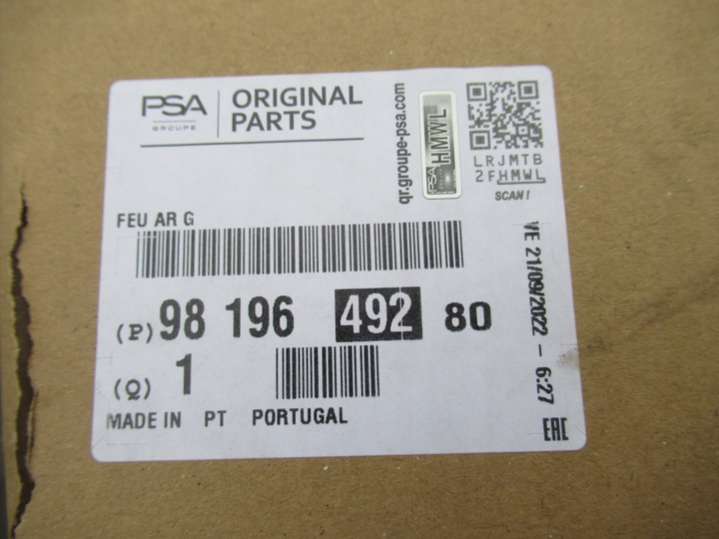 PSA
GROUPE
ORIGINAL
PARTS
qr.groupe-psa.com
PSA HMWL
LRJMTB
2FHMWL
SCAN!
FEU AR G
VE 21/09/2022 - 6:27
(P) 98 196 492 80
(Q) 1
MADE IN PT PORTUGAL
EAC